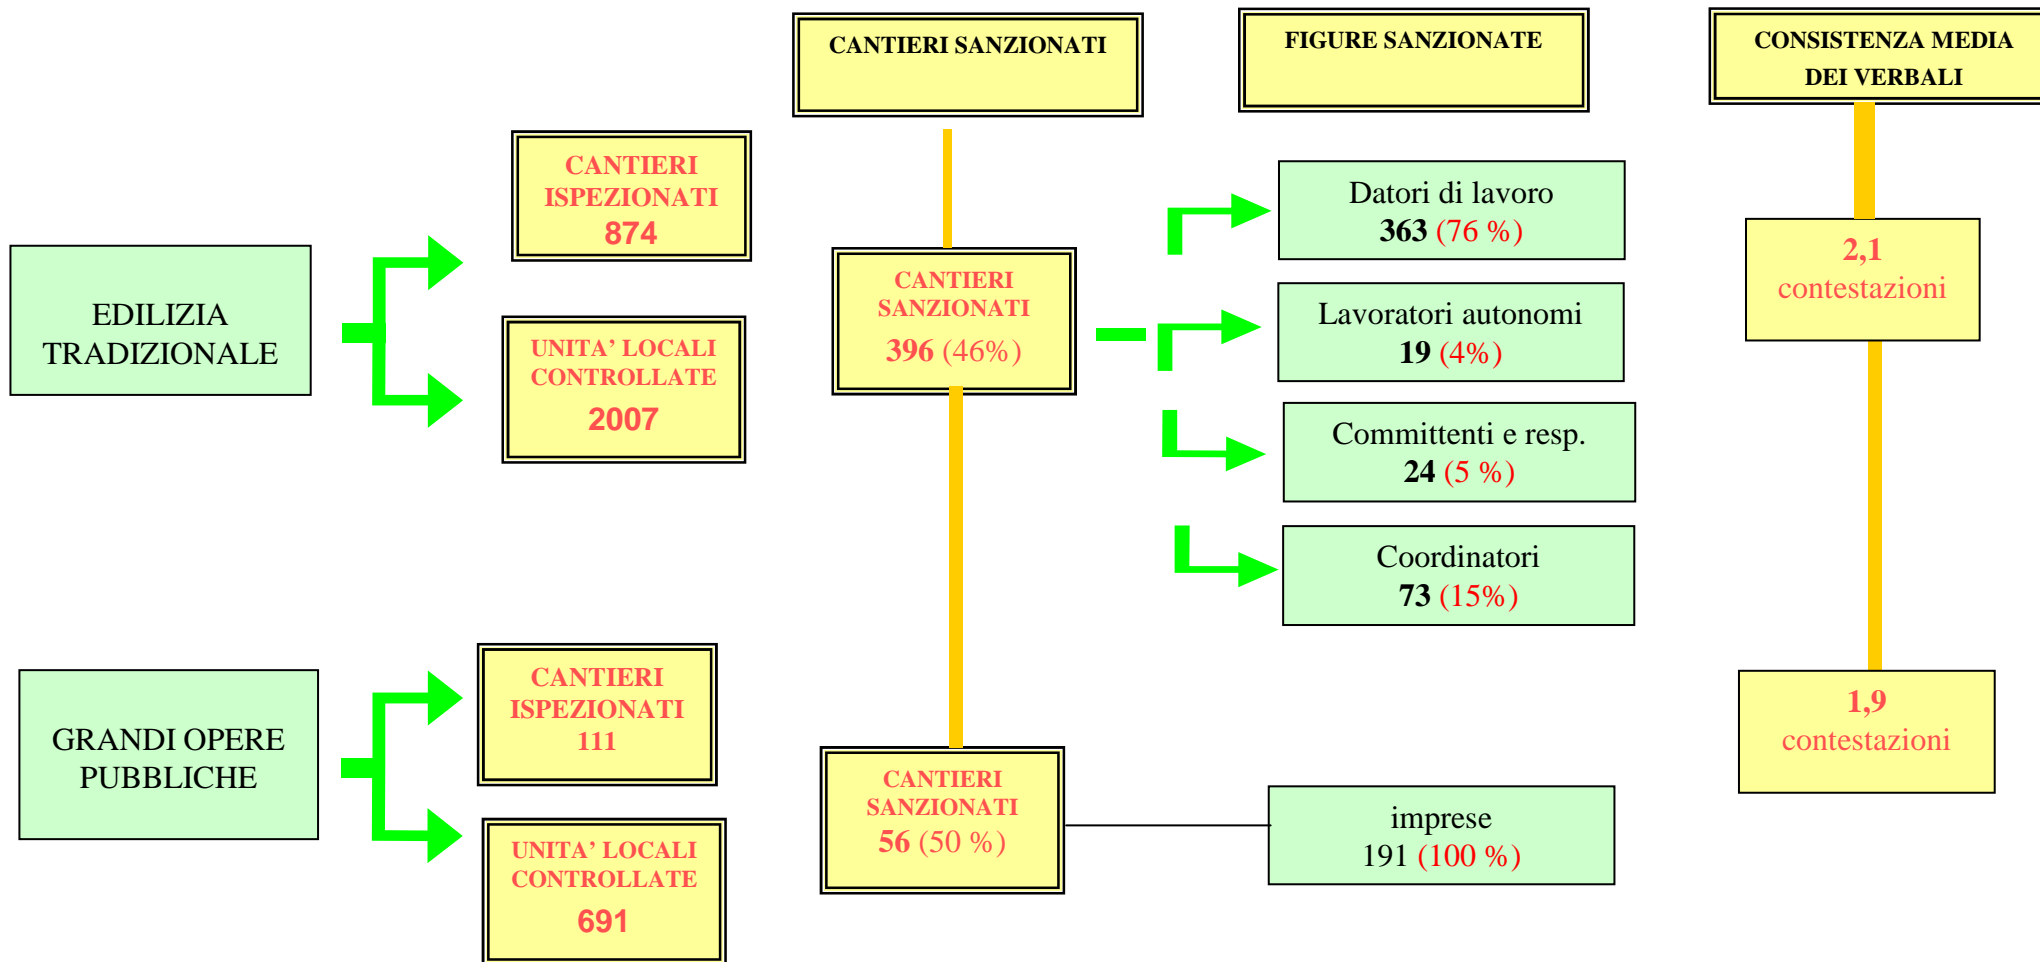 CANTIERI SANZIONATI
FIGURE SANZIONATE
CONSISTENZA MEDIA
DEI VERBALI
EDILIZIA
TRADIZIONALE
CANTIERI
ISPEZIONATI
874
UNITA’ LOCALI
CONTROLLATE
2007
CANTIERI
SANZIONATI
396 (46%)
Datori di lavoro
363 (76 %)
Lavoratori autonomi
19 (4%)
Committenti e resp.
24 (5 %)
Coordinatori
73 (15%)
2,1
contestazioni
GRANDI OPERE
PUBBLICHE
CANTIERI
ISPEZIONATI
111
UNITA’ LOCALI
CONTROLLATE
691
CANTIERI
SANZIONATI
56 (50 %)
imprese
191 (100 %)
1,9
contestazioni